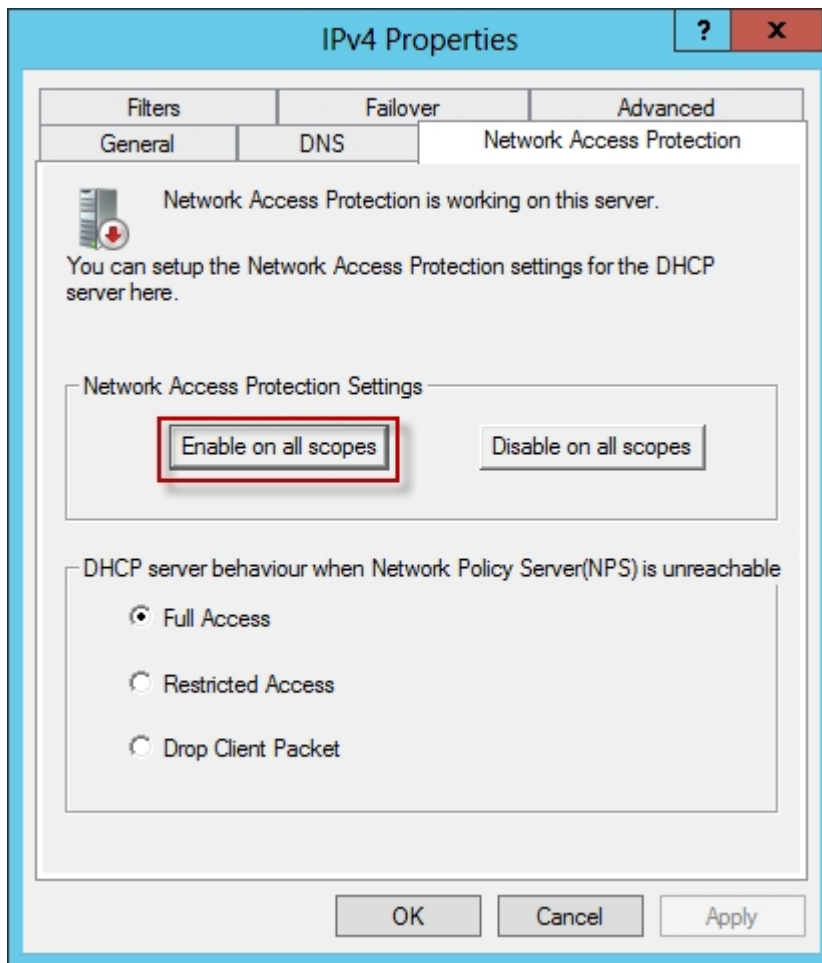 IPv4 Properties
?
x
Filters
Failover
Advanced
General
DNS
Network Access Protection
Network Access Protection is working on this server.
You can setup the Network Access Protection settings for the DHCP
server here.
Network Access Protection Settings
Enable on all scopes
Disable on all scopes
DHCP server behaviour when Network Policy Server(NPS) is unreachable
Full Access
Restricted Access
Drop Client Packet
OK
Cancel
Apply